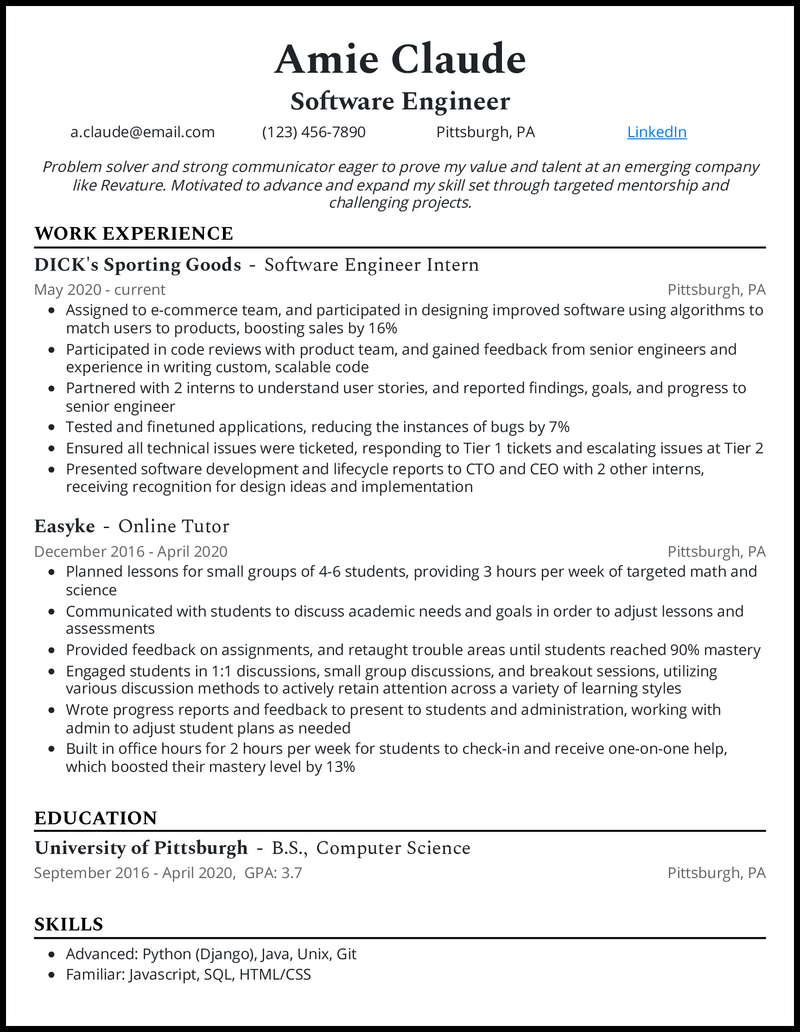 Amie Claude
Software Engineer
a.claude@email.com (123) 456-7890 Pittsburgh, PA LinkedIn
Problem solver and strong communicator eager to prove my value and talent at an emerging company
like Revature. Motivated to advance and expand my skill set through targeted mentorship and
challenging projects.
WORK EXPERIENCE
DICK's Sporting Goods - Software Engineer Intern
May 2020 - current Pittsburgh, PA
• Assigned to e-commerce team, and participated in designing improved software using algorithms to
match users to products, boosting sales by 16%
• Participated in code reviews with product team, and gained feedback from senior engineers and
experience in writing custom, scalable code
• Partnered with 2 interns to understand user stories, and reported findings, goals, and progress to
senior engineer
• Tested and finetuned applications, reducing the instances of bugs by 7%
• Ensured all technical issues were ticketed, responding to Tier 1 tickets and escalating issues at Tier 2
• Presented software development and lifecycle reports to CTO and CEO with 2 other interns,
receiving recognition for design ideas and implementation
Easyke - Online Tutor
December 2016 - April 2020 Pittsburgh, PA
• Planned lessons for small groups of 4-6 students, providing 3 hours per week of targeted math and
science
• Communicated with students to discuss academic needs and goals in order to adjust lessons and
assessments
• Provided feedback on assignments, and retaught trouble areas until students reached 90% mastery
• Engaged students in 1:1 discussions, small group discussions, and breakout sessions, utilizing
various discussion methods to actively retain attention across a variety of learning styles
• Wrote progress reports and feedback to present to students and administration, working with
admin to adjust student plans as needed
• Built in office hours for 2 hours per week for students to check-in and receive one-on-one help,
which boosted their mastery level by 13%
EDUCATION
University of Pittsburgh - B.S., Computer Science
September 2016 - April 2020, GPA: 3.7 Pittsburgh, PA
SKILLS
• Advanced: Python (Django), Java, Unix, Git
• Familiar: Javascript, SQL, HTML/CSS